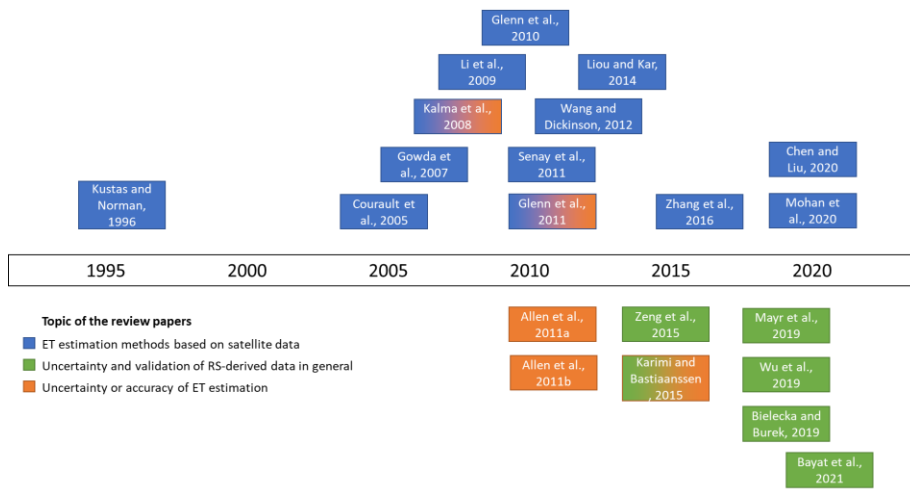 Glenn et al.,
2010
Li et al.,
2009
Liou and Kar,
2014
Kalma et al.,
2008
Wang and
Dickinson, 2012
Gowda et
al., 2007
Senay et al.,
2011
Chen and
Liu, 2020
Kustas and
Norman,
1996
Courault et
al., 2005
Glenn et al.,
2011
Zhang et al.,
2016
Mohan et
al., 2020
1995 2000 2005 2010 2015 2020
Topic of the review papers
ET estimation methods based on satellite data
Uncertainty and validation of RS-derived data in general
Uncertainty or accuracy of ET estimation
Allen et al.,
2011a
Zeng et al.,
2015
Mayr et al.,
2019
Allen et al.,
2011b
Karimi and
Bastiaanssen
, 2015
Wu et al.,
2019
Bielecka and
Burek, 2019
Bayat et al.,
2021